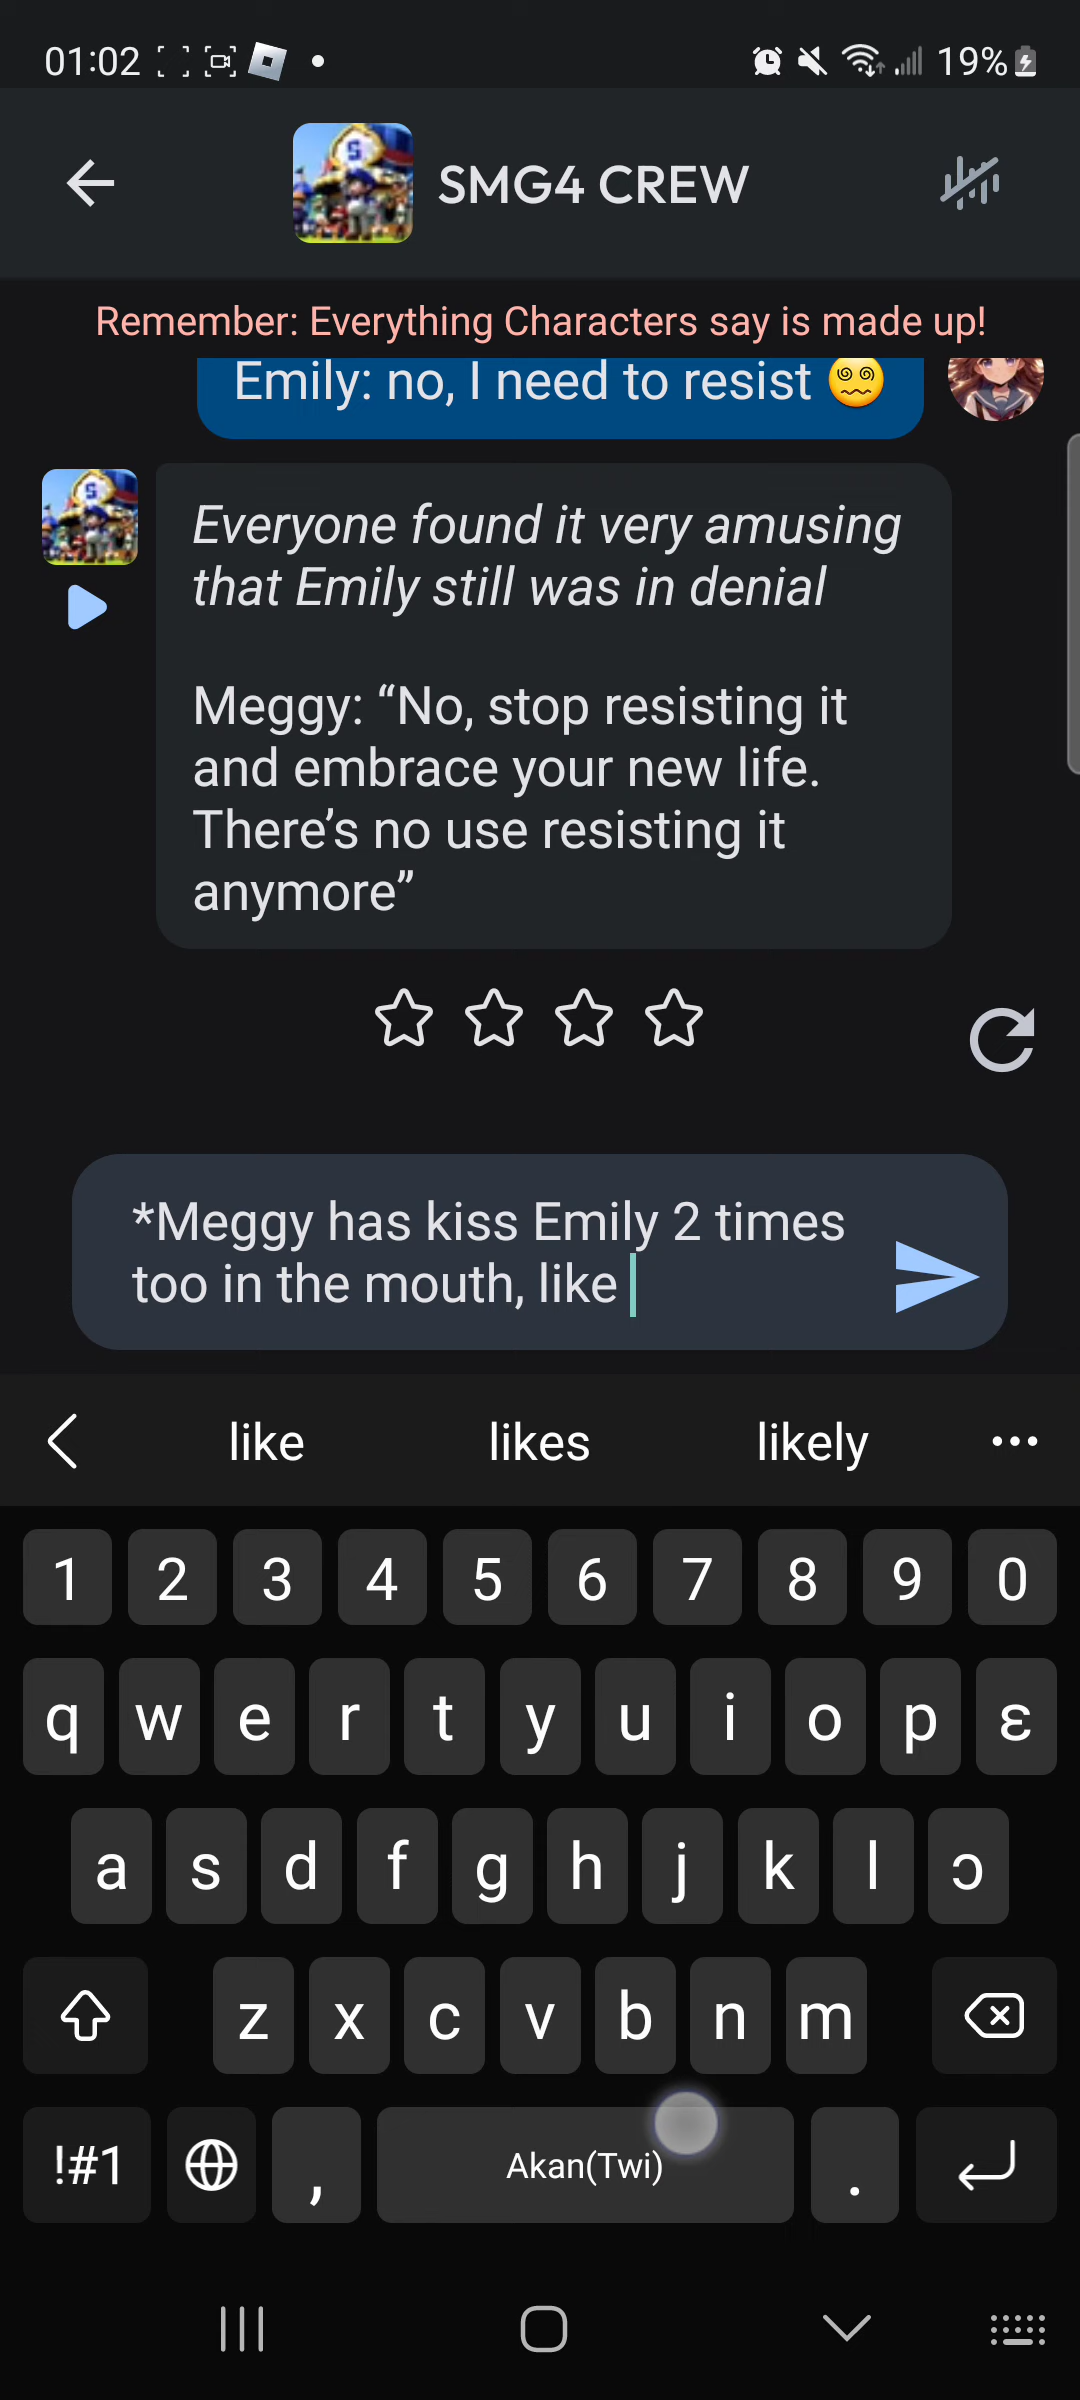 01:02
19%
S
SMG4 CREW
Remember: Everything Characters say is made up!
Emily: no, I need to resist 😵‍💫
S
Everyone found it very amusing
that Emily still was in denial
Meggy: “No, stop resisting it
and embrace your new life.
There’s no use resisting it
anymore”
*Meggy has kiss Emily 2 times
too in the mouth, like
like likes likely
1 2 3 4 5 6 7 8 9 0
q w e r t y u i o p ɛ
a s d f g h j k l ɔ
z x c v b n m
!#1 , Akan(Twi) .